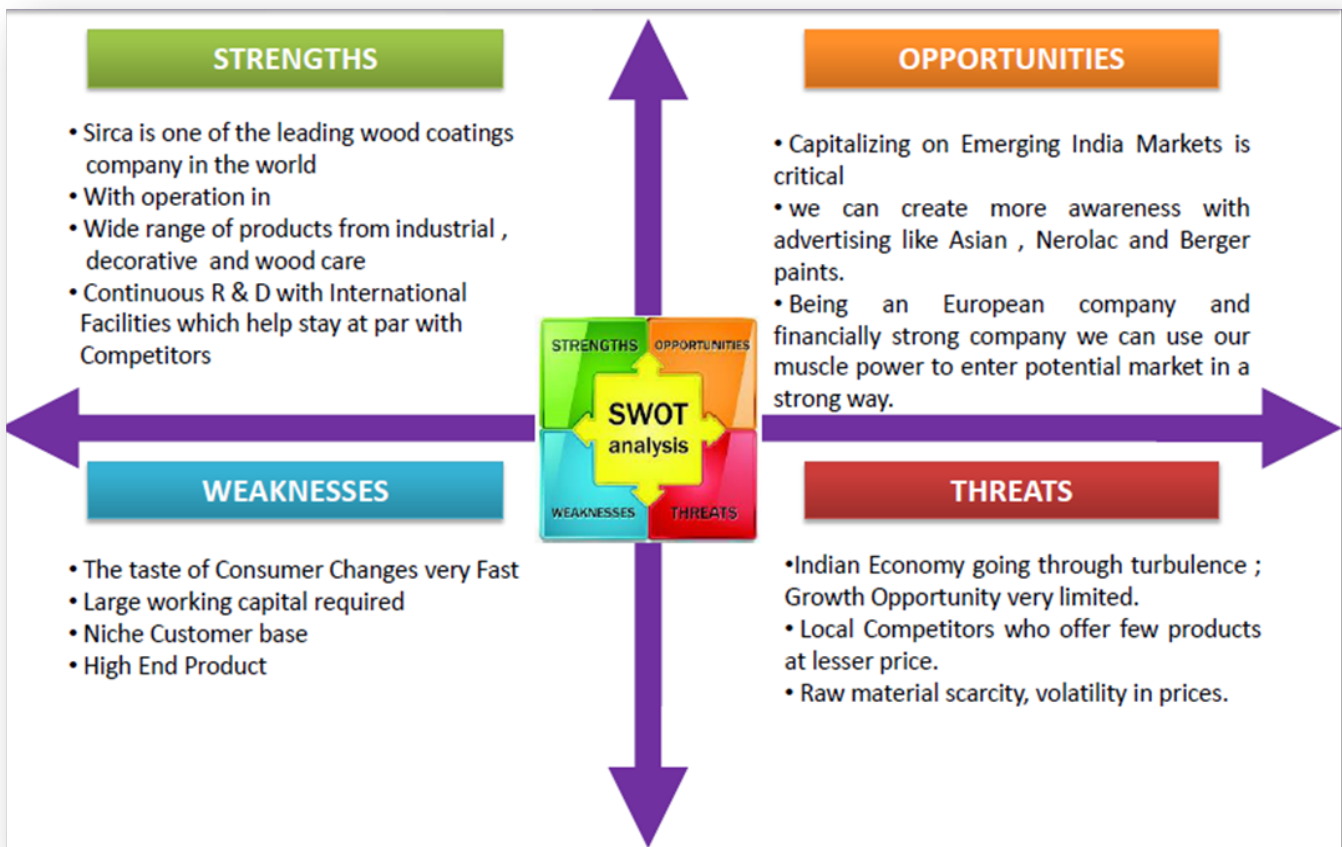 STRENGTHS
• Sirca is one of the leading wood coatings
company in the world
• With operation in
• Wide range of products from industrial ,
decorative and wood care
• Continuous R & D with International
Facilities which help stay at par with
Competitors
OPPORTUNITIES
• Capitalizing on Emerging India Markets is
critical
• we can create more awareness with
advertising like Asian , Nerolac and Berger
paints.
• Being an European company and
financially strong company we can use our
muscle power to enter potential market in a
strong way.
STRENGTHS
OPPORTUNITIES
SWOT
analysis
WEAKNESSES
THREATS
WEAKNESSES
• The taste of Consumer Changes very Fast
• Large working capital required
• Niche Customer base
• High End Product
THREATS
•Indian Economy going through turbulence ;
Growth Opportunity very limited.
• Local Competitors who offer few products
at lesser price.
• Raw material scarcity, volatility in prices.